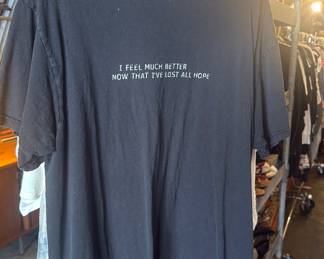 I FEEL MUCH BETTER
NOW THAT I'VE LOST ALL HOPE